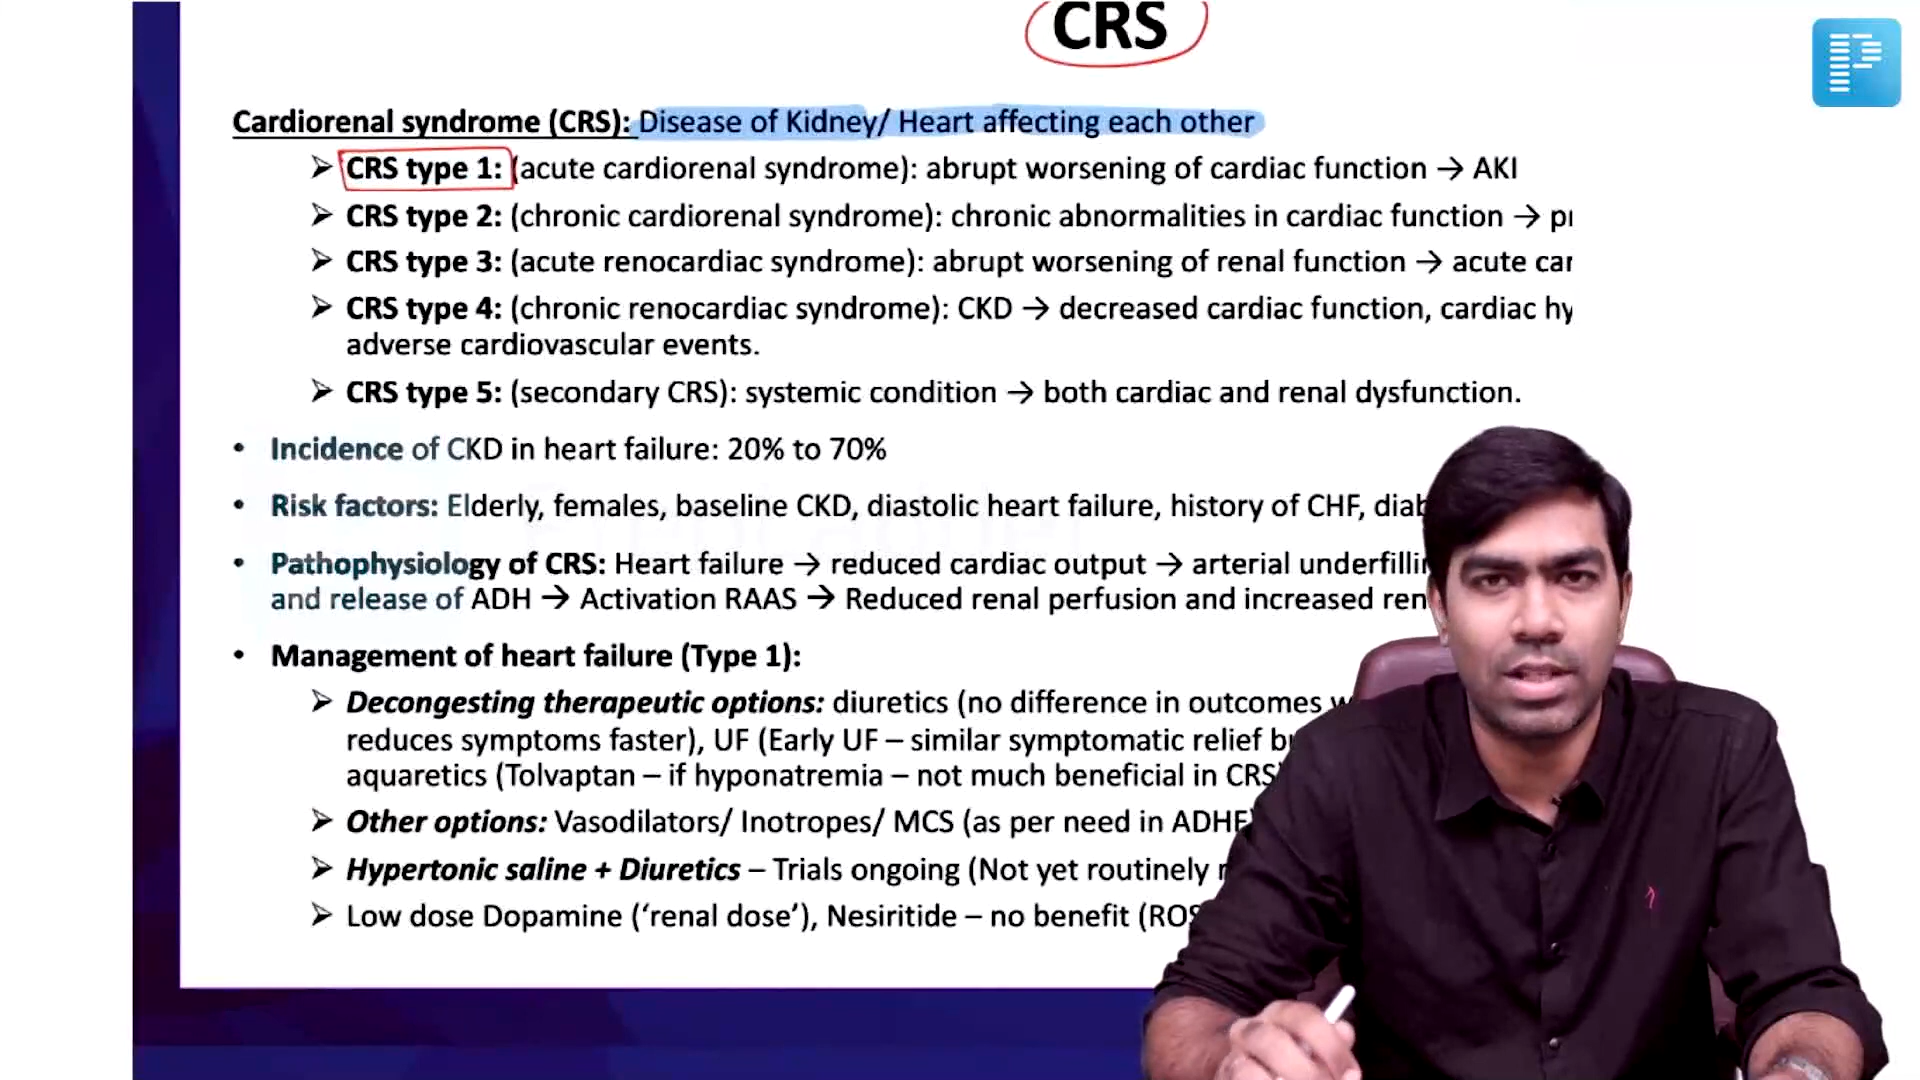 CRS
Cardiorenal syndrome (CRS): Disease of Kidney/ Heart affecting each other
➢ CRS type 1: (acute cardiorenal syndrome): abrupt worsening of cardiac function → AKI
➢ CRS type 2: (chronic cardiorenal syndrome): chronic abnormalities in cardiac function →
➢ CRS type 3: (acute renocardiac syndrome): abrupt worsening of renal function → acute
➢ CRS type 4: (chronic renocardiac syndrome): CKD → decreased cardiac function, cardiac
adverse cardiovascular events.
➢ CRS type 5: (secondary CRS): systemic condition → both cardiac and renal dysfunction.
• Incidence of CKD in heart failure: 20% to 70%
• Risk factors: Elderly, females, baseline CKD, diastolic heart failure, history of CHF,
• Pathophysiology of CRS: Heart failure → reduced cardiac output → arterial
and release of ADH → Activation RAAS → Reduced renal perfusion and increased
• Management of heart failure (Type 1):
➢ Decongesting therapeutic options: diuretics (no difference in outcomes
reduces symptoms faster), UF (Early UF – similar symptomatic relief
aquaretics (Tolvaptan – if hyponatremia – not much beneficial in CRS)
➢ Other options: Vasodilators/ Inotropes/ MCS (as per need in ADHF)
➢ Hypertonic saline + Diuretics – Trials ongoing (Not yet routinely
➢ Low dose Dopamine (‘renal dose’), Nesiritide – no benefit